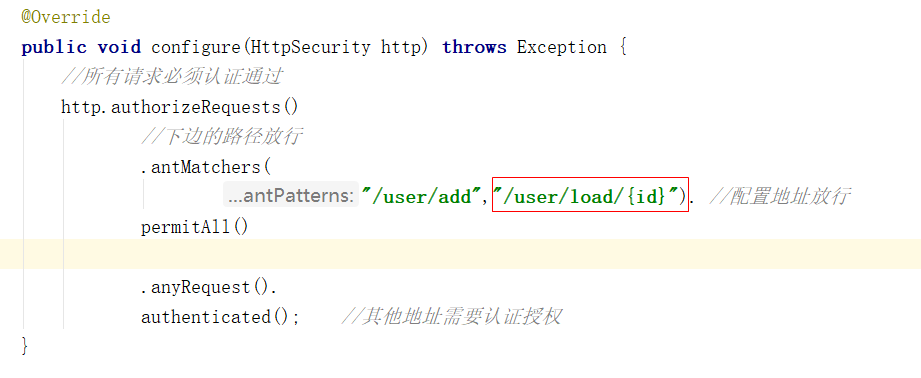 @Override
public void configure(HttpSecurity http) throws Exception {
//所有请求必须认证通过
http.authorizeRequests()
//下边的路径放行
.antMatchers(
...antPatterns: "/user/add","/user/load/{id}"). //配置地址放行
permitAll()
.anyRequest().
authenticated(); //其他地址需要认证授权
}